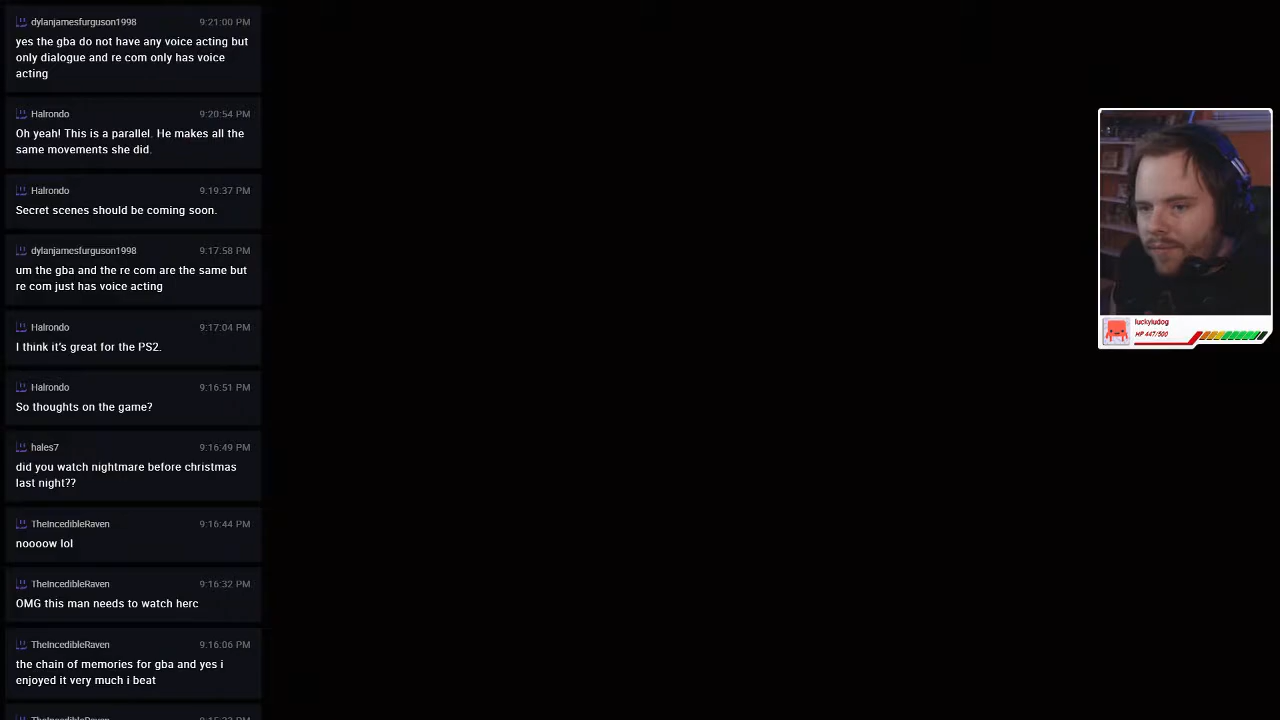 dylanjamesfurguson1998 9:21:00 PM
yes the gba do not have any voice acting but
only dialogue and re com only has voice
acting
Halrondo 9:20:54 PM
Oh yeah! This is a parallel. He makes all the
same movements she did.
Halrondo 9:19:37 PM
Secret scenes should be coming soon.
dylanjamesfurguson1998 9:17:58 PM
um the gba and the re com are the same but
re com just has voice acting
Halrondo 9:17:04 PM
I think it's great for the PS2.
Halrondo 9:16:51 PM
So thoughts on the game?
hales7 9:16:49 PM
did you watch nightmare before christmas
last night??
TheIncedibleRaven 9:16:44 PM
noooow lol
TheIncedibleRaven 9:16:32 PM
OMG this man needs to watch herc
TheIncedibleRaven 9:16:06 PM
the chain of memories for gba and yes i
enjoyed it very much i beat
luckyludog
HP 447/500